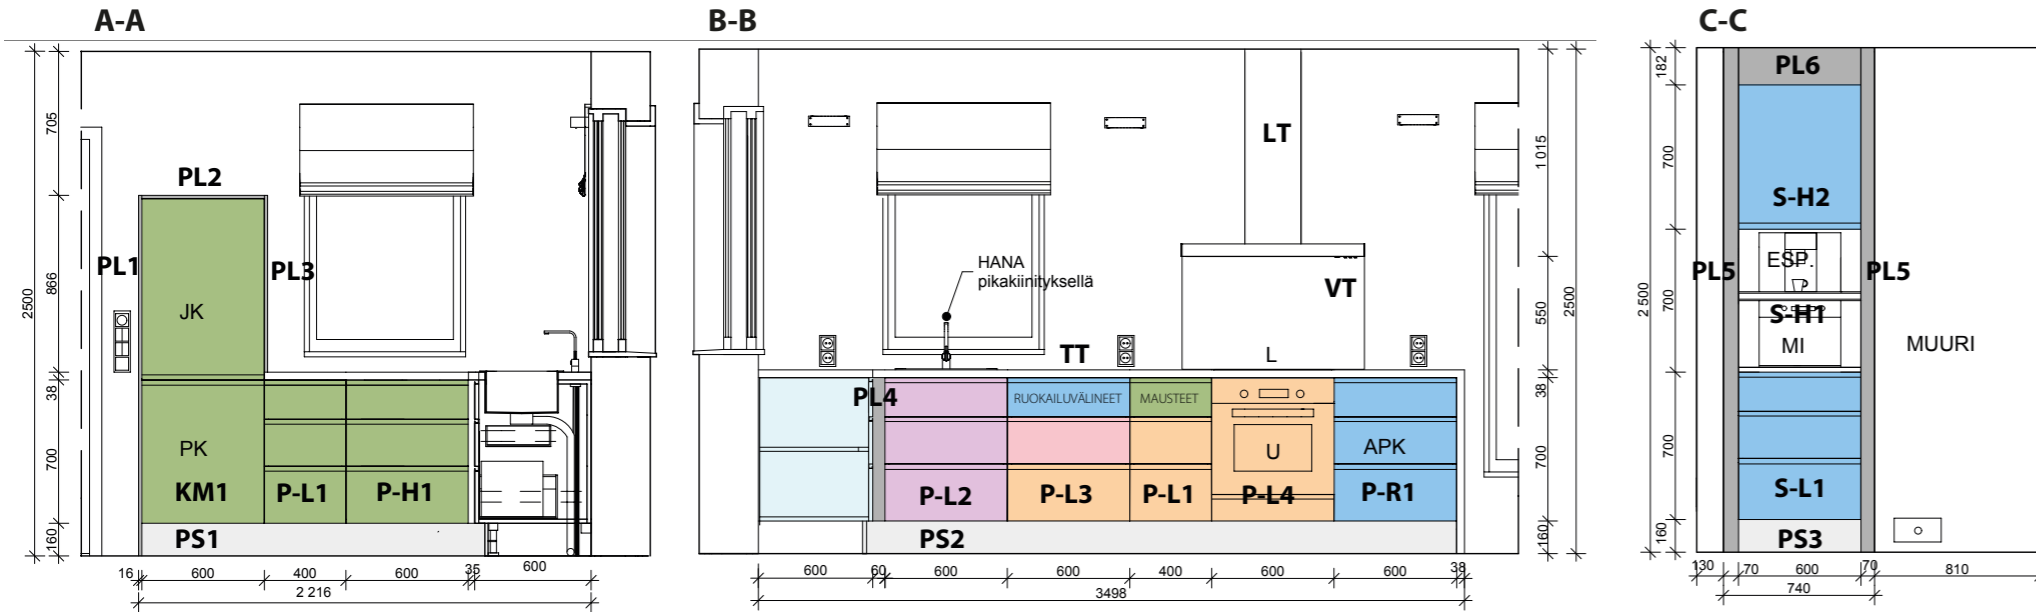 A-A
B-B
C-C
2500
705
866
38
700
160
PL2
PL1
PL3
JK
PK
KM1
P-L1
P-H1
PS1
16
600
400
600
35
600
2 216
HANA
pikakiinityksellä
LT
VT
TT
L
PL4
RUOKAILUVÄLINEET
MAUSTEET
U
APK
P-L2
P-L3
P-L1
P-L4
P-R1
PS2
1 015
550
38
700
160
2500
600
60
600
600
400
600
600
38
3498
2 500
182
700
700
700
160
PL6
S-H2
PL5
ESP.
PL5
S-H1
MI
MUURI
S-L1
PS3
130
70
600
70
810
740